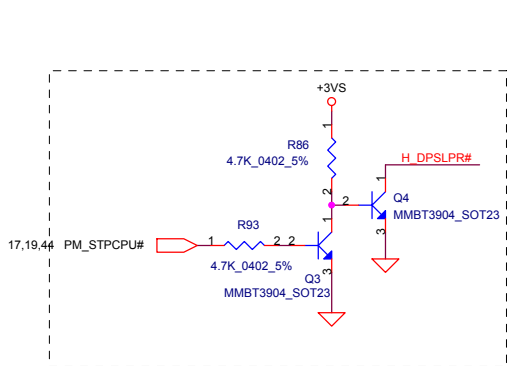 +3VS
1
R86
4.7K_0402_5%
2
H_DPSLPR#
1
2
Q4
MMBT3904_SOT23
3
R93
1
17,19,44 PM_STPCPU#
1
2
2
4.7K_0402_5%
3
Q3
MMBT3904_SOT23